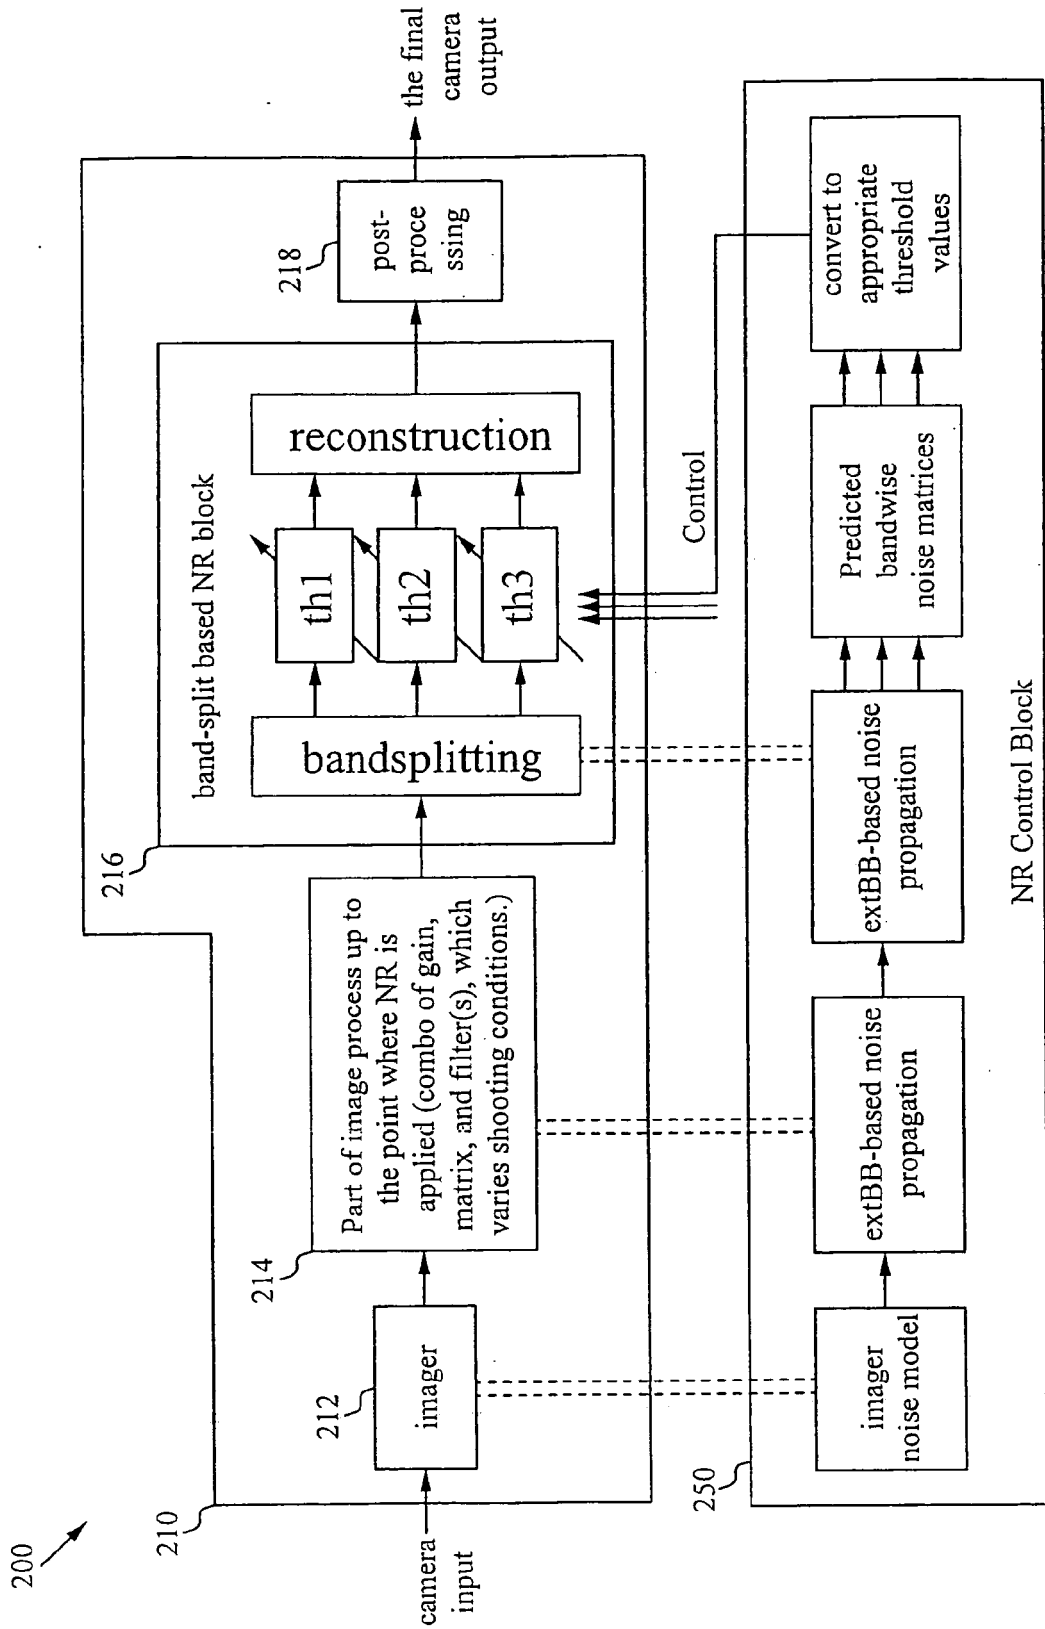 200
210
camera
input
212
imager
214
Part of image process up to
the point where NR is
applied (combo of gain,
matrix, and filter(s), which
varies shooting conditions.)
216
band-split based NR block
bandsplitting
th1
th2
th3
reconstruction
218
post-
proce
ssing
the final
camera
output
Control
250
imager
noise model
extBB-based noise
propagation
extBB-based noise
propagation
Predicted
bandwise
noise matrices
convert to
appropriate
threshold
values
NR Control Block